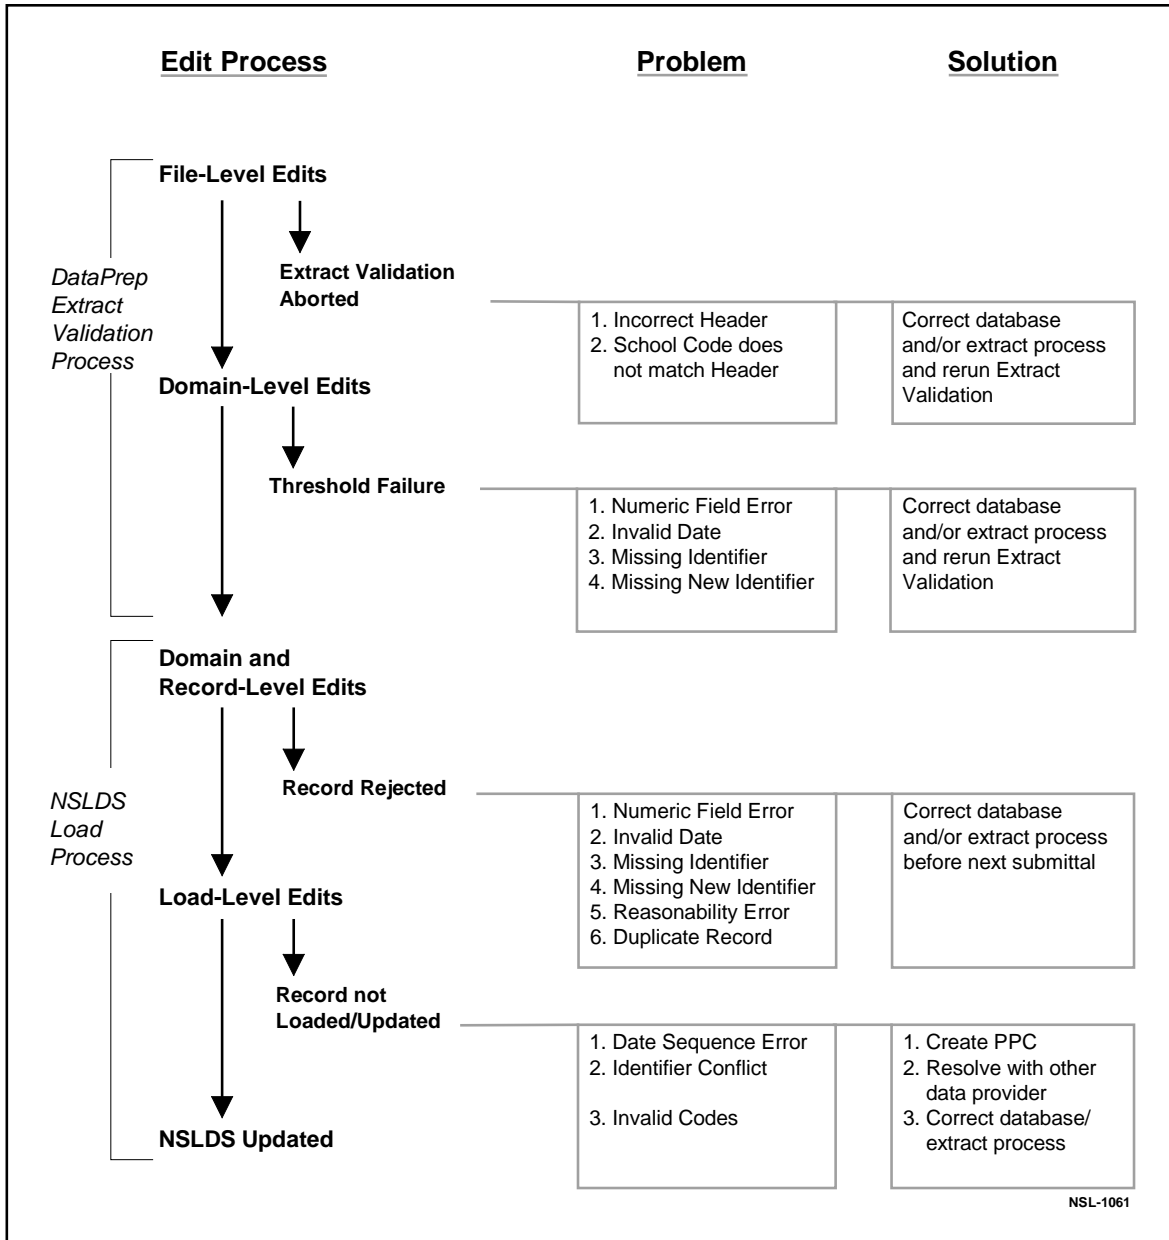 Edit Process
Problem
Solution
File-Level Edits
DataPrep
Extract
Validation
Process
Extract Validation
Aborted
1. Incorrect Header
2. School Code does
not match Header
Correct database
and/or extract process
and rerun Extract
Validation
Domain-Level Edits
Threshold Failure
1. Numeric Field Error
2. Invalid Date
3. Missing Identifier
4. Missing New Identifier
Correct database
and/or extract process
and rerun Extract
Validation
Domain and
Record-Level Edits
NSLDS
Load
Process
Record Rejected
1. Numeric Field Error
2. Invalid Date
3. Missing Identifier
4. Missing New Identifier
5. Reasonability Error
6. Duplicate Record
Correct database
and/or extract process
before next submittal
Load-Level Edits
Record not
Loaded/Updated
1. Date Sequence Error
2. Identifier Conflict
3. Invalid Codes
1. Create PPC
2. Resolve with other
data provider
3. Correct database/
extract process
NSLDS Updated
NSL-1061